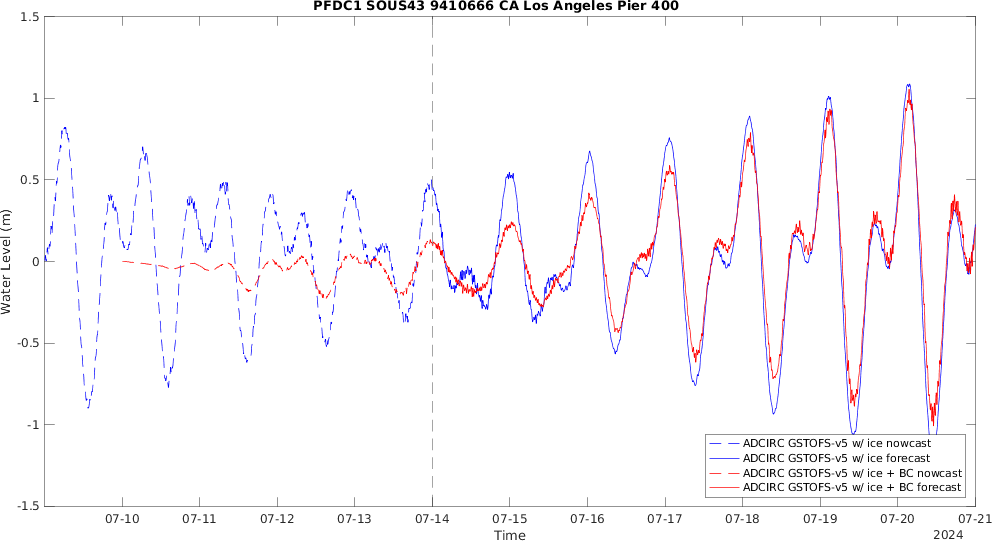 PFDC1 SOUS43 9410666 CA Los Angeles Pier 400
1.5
1
0.5
0
-0.5
-1
-1.5
Water Level (m)
07-10 07-11 07-12 07-13 07-14 07-15 07-16 07-17 07-18 07-19 07-20 07-21
Time
2024
ADCIRC GSTOFS-v5 w/ ice nowcast
ADCIRC GSTOFS-v5 w/ ice forecast
ADCIRC GSTOFS-v5 w/ ice + BC nowcast
ADCIRC GSTOFS-v5 w/ ice + BC forecast